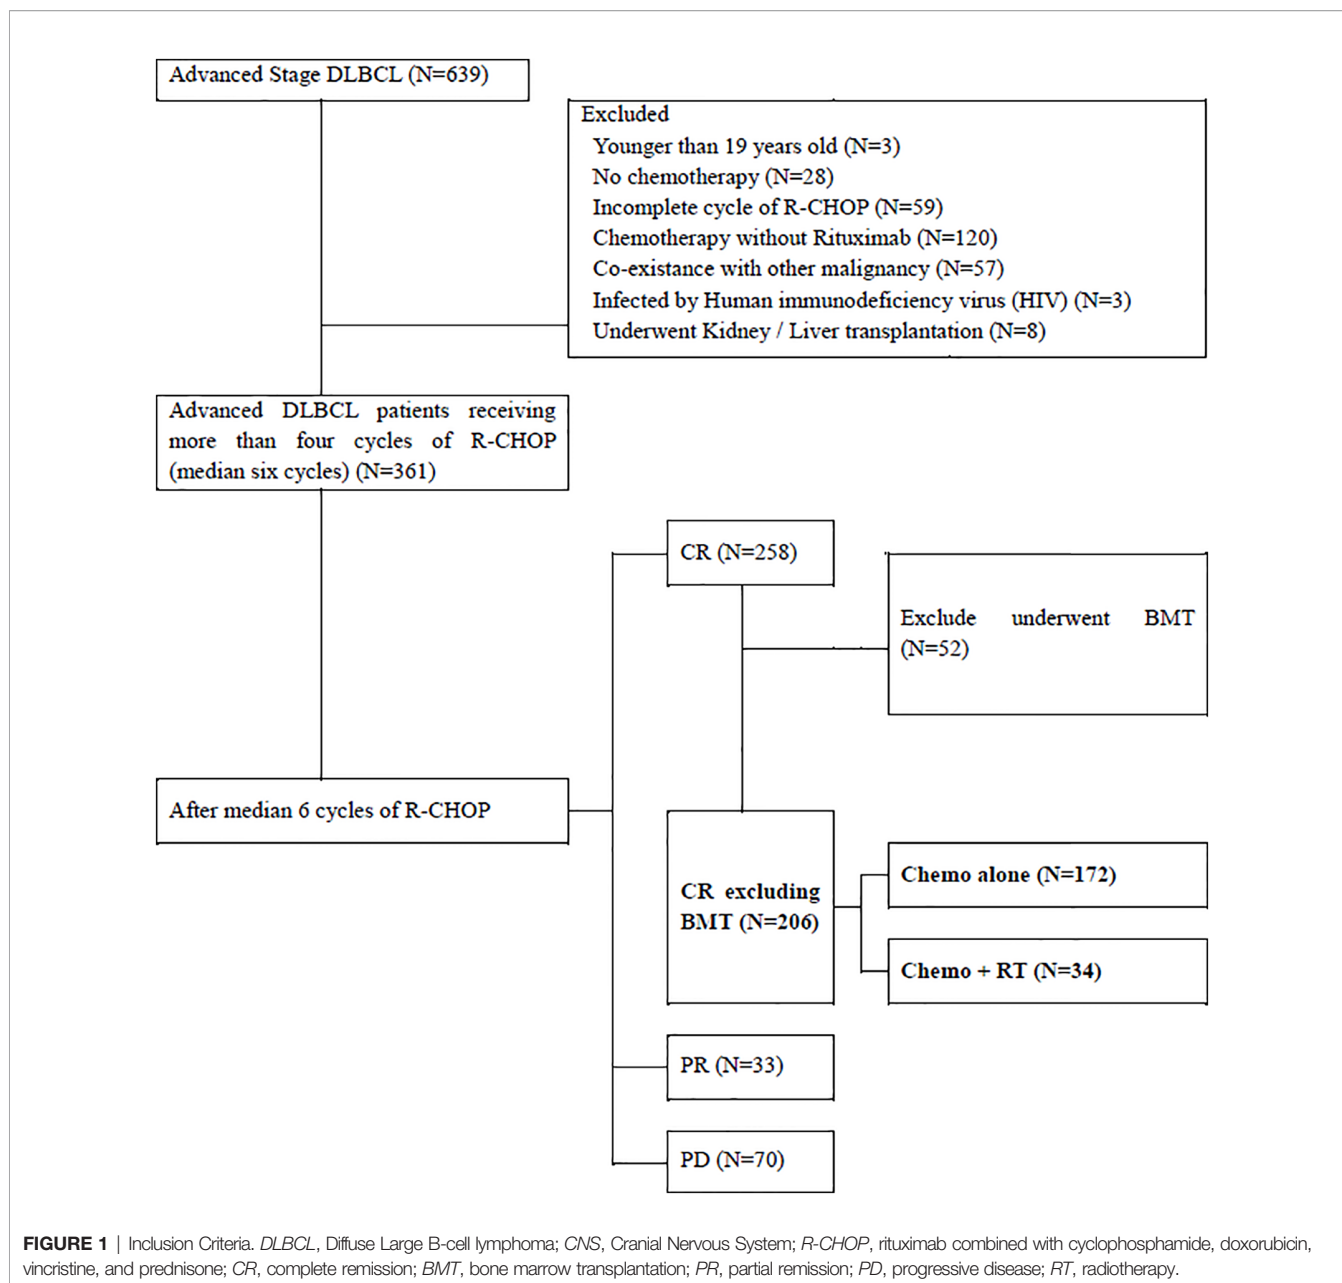 Advanced Stage DLBCL (N=639)
Excluded
Younger than 19 years old (N=3)
No chemotherapy (N=28)
Incomplete cycle of R-CHOP (N=59)
Chemotherapy without Rituximab (N=120)
Co-existance with other malignancy (N=57)
Infected by Human immunodeficiency virus (HIV) (N=3)
Underwent Kidney / Liver transplantation (N=8)
Advanced DLBCL patients receiving
more than four cycles of R-CHOP
(median six cycles) (N=361)
CR (N=258)
Exclude underwent BMT
(N=52)
After median 6 cycles of R-CHOP
CR excluding
BMT (N=206)
Chemo alone (N=172)
Chemo + RT (N=34)
PR (N=33)
PD (N=70)
FIGURE 1 | Inclusion Criteria. DLBCL, Diffuse Large B-cell lymphoma; CNS, Cranial Nervous System; R-CHOP, rituximab combined with cyclophosphamide, doxorubicin,
vincristine, and prednisone; CR, complete remission; BMT, bone marrow transplantation; PR, partial remission; PD, progressive disease; RT, radiotherapy.